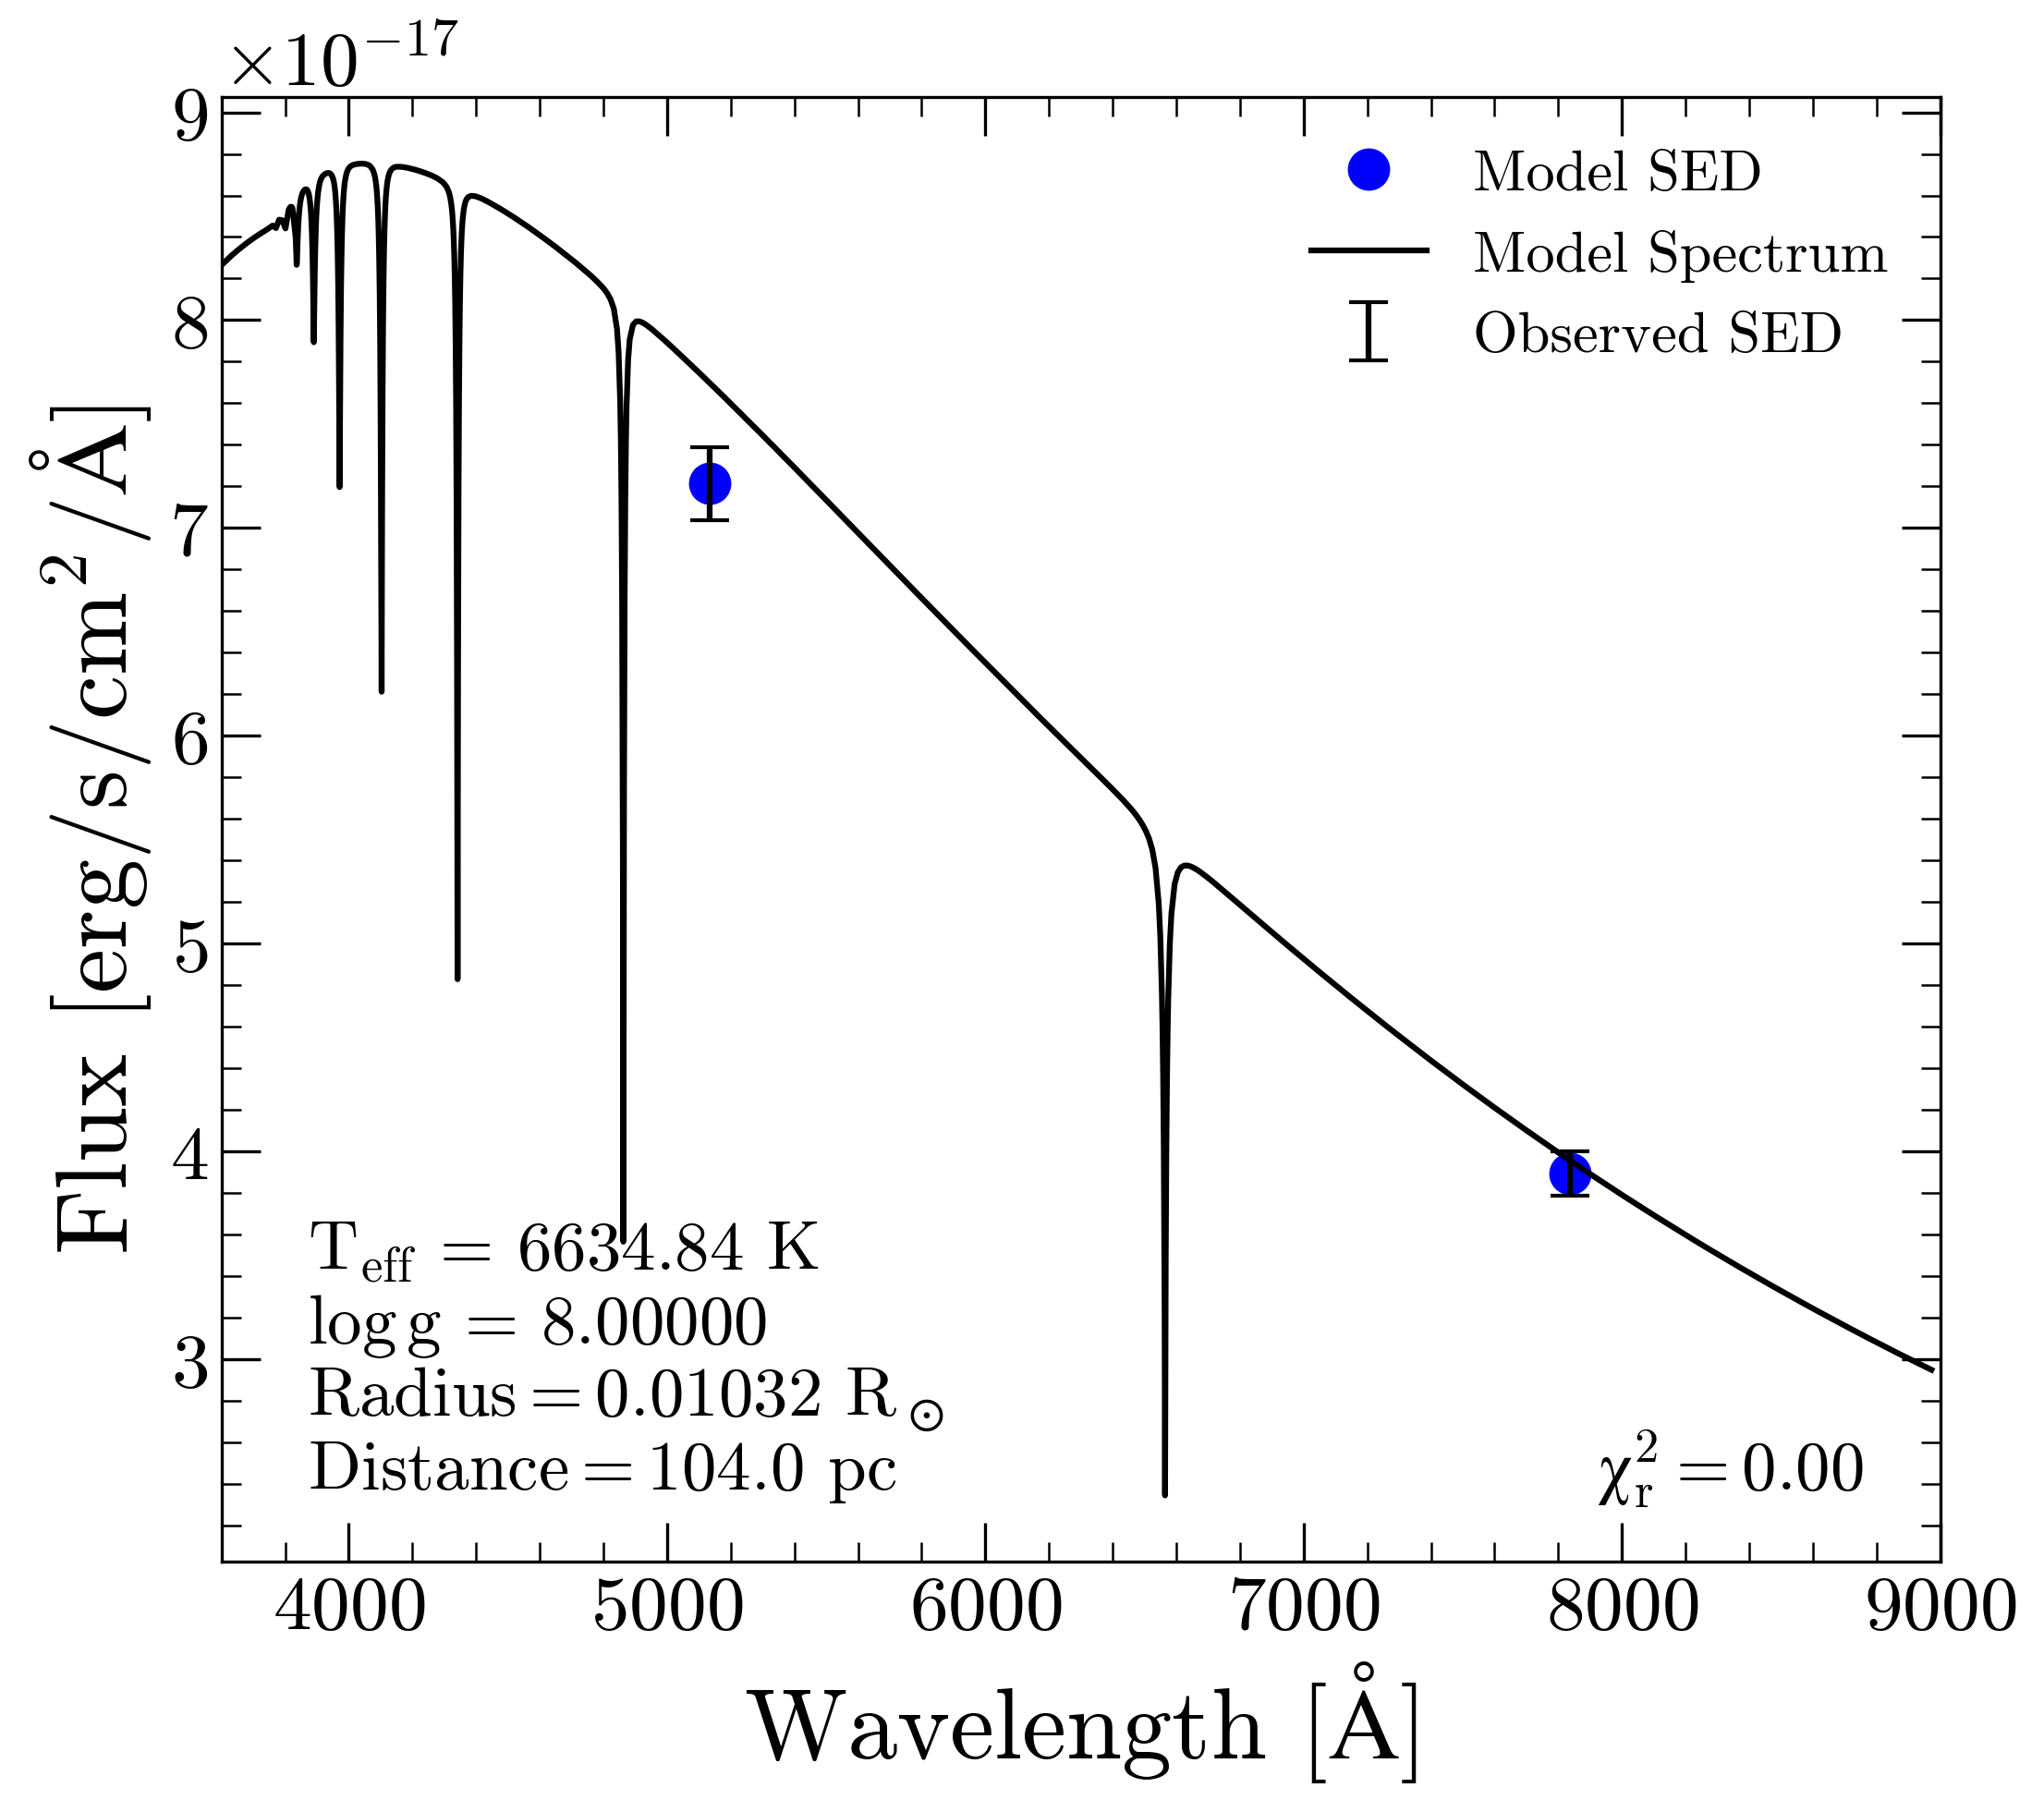 ×10⁻¹⁷
9
8
7
6
5
4
3
Flux [erg/s/cm²/Å]
Model SED
Model Spectrum
Observed SED
T_eff = 6634.84 K
log g = 8.00000
Radius = 0.01032 R_⊙
Distance = 104.0 pc
χ²_r = 0.00
4000 5000 6000 7000 8000 9000
Wavelength [Å]